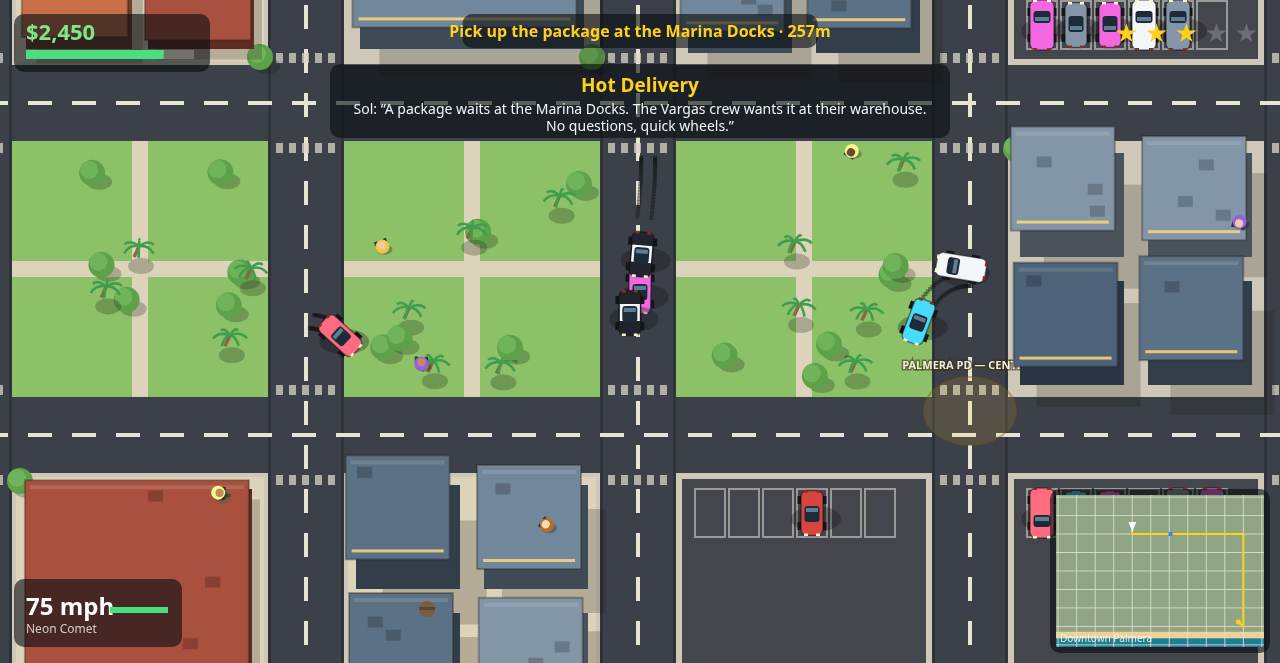 $2,450
Pick up the package at the Marina Docks · 257m
Hot Delivery
Sol: “A package waits at the Marina Docks. The Vargas crew wants it at their warehouse.
No questions, quick wheels.”
PALMERA PD — CENT
75 mph
Neon Comet
Downtown Palmera